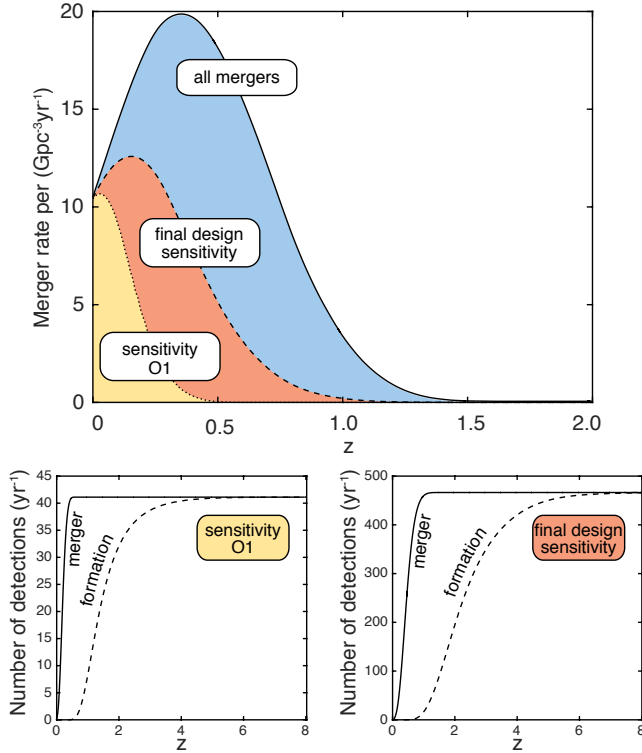 20
15
10
5
0
Merger rate per (Gpc⁻³yr⁻¹)
all mergers
final design
sensitivity
sensitivity
O1
0
0.5
1.0
1.5
2.0
z
45
40
35
30
25
20
15
10
5
0
Number of detections (yr⁻¹)
merger
formation
sensitivity
O1
0
2
4
6
8
z
500
400
300
200
100
0
Number of detections (yr⁻¹)
merger
formation
final design
sensitivity
0
2
4
6
8
z